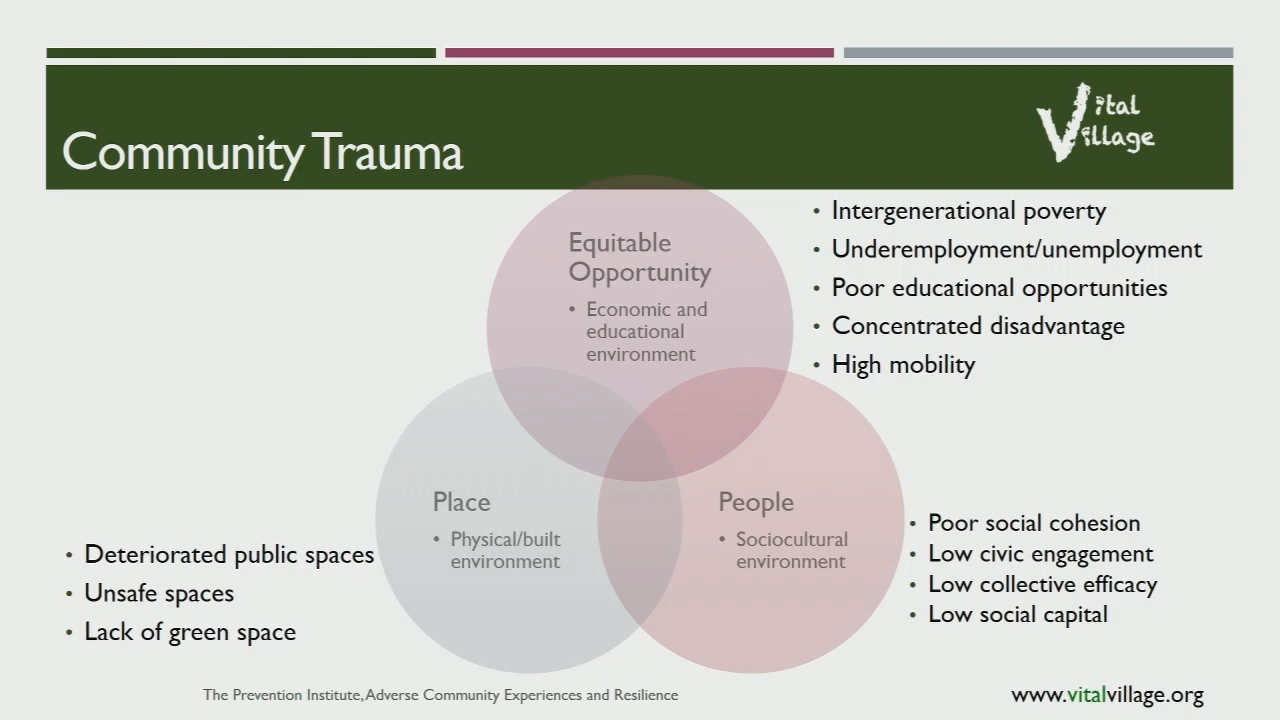 Community Trauma
Vital
Village
Equitable
Opportunity
• Economic and
educational
environment
• Intergenerational poverty
• Underemployment/unemployment
• Poor educational opportunities
• Concentrated disadvantage
• High mobility
Place
• Physical/built
environment
• Deteriorated public spaces
• Unsafe spaces
• Lack of green space
People
• Sociocultural
environment
• Poor social cohesion
• Low civic engagement
• Low collective efficacy
• Low social capital
The Prevention Institute, Adverse Community Experiences and Resilience
www.vitalvillage.org